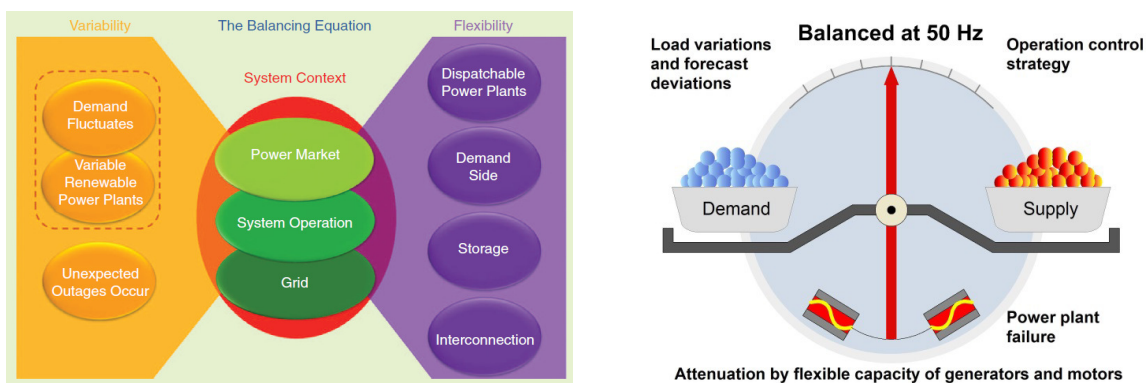 Variability
The Balancing Equation
Flexibility
System Context
Demand
Fluctuates
Variable
Renewable
Power Plants
Unexpected
Outages Occur
Power Market
System Operation
Grid
Dispatchable
Power Plants
Demand
Side
Storage
Interconnection
Balanced at 50 Hz
Load variations
and forecast
deviations
Operation control
strategy
Demand
Supply
Power plant
failure
Attenuation by flexible capacity of generators and motors